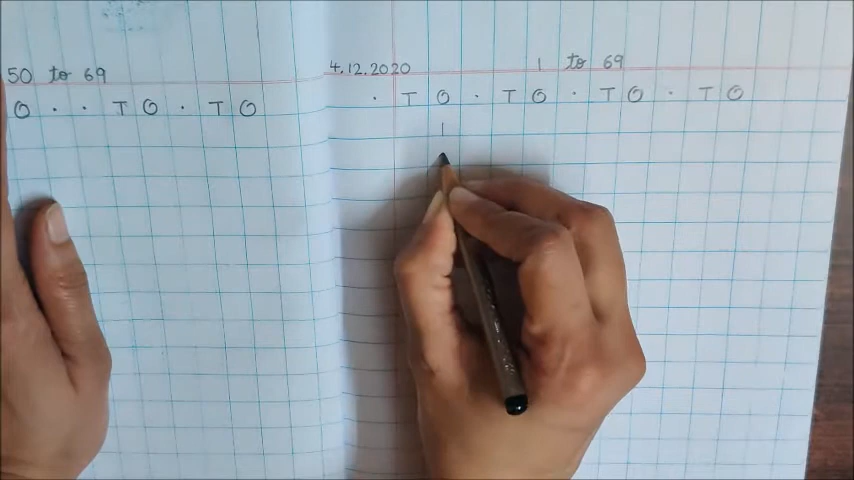 50 to 69
O . . T O . T O
4.12.2020 1 to 69
. T O . T O . T O . T O
1